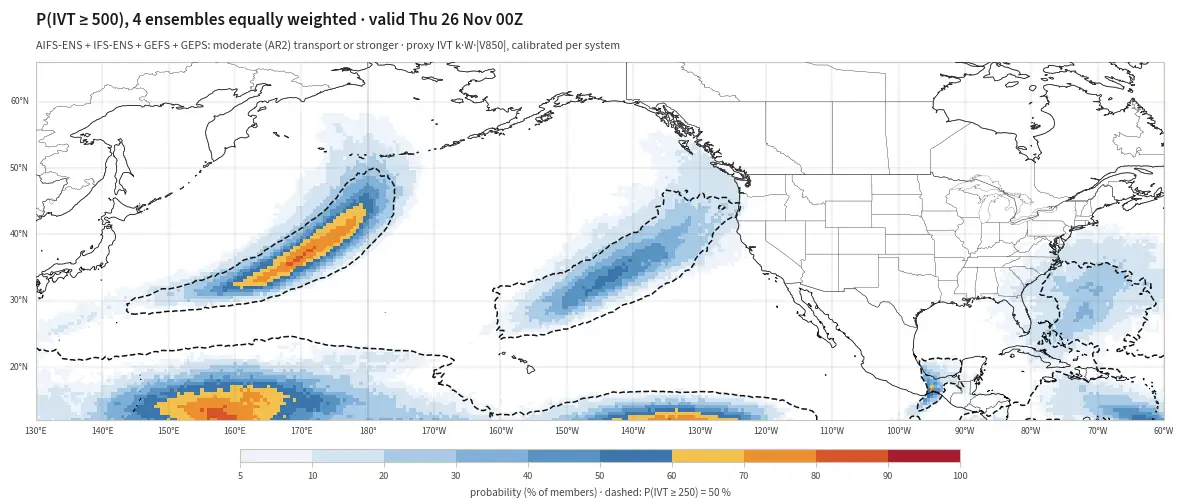 P(IVT ≥ 500), 4 ensembles equally weighted · valid Thu 26 Nov 00Z
AIFS-ENS + IFS-ENS + GEFS + GEPS: moderate (AR2) transport or stronger · proxy IVT k·W·|V850|, calibrated per system
60°N
50°N
40°N
30°N
20°N
130°E 140°E 150°E 160°E 170°E 180° 170°W 160°W 150°W 140°W 130°W 120°W 110°W 100°W 90°W 80°W 70°W 60°W
5 10 20 30 40 50 60 70 80 90 100
probability (% of members) · dashed: P(IVT ≥ 250) = 50 %